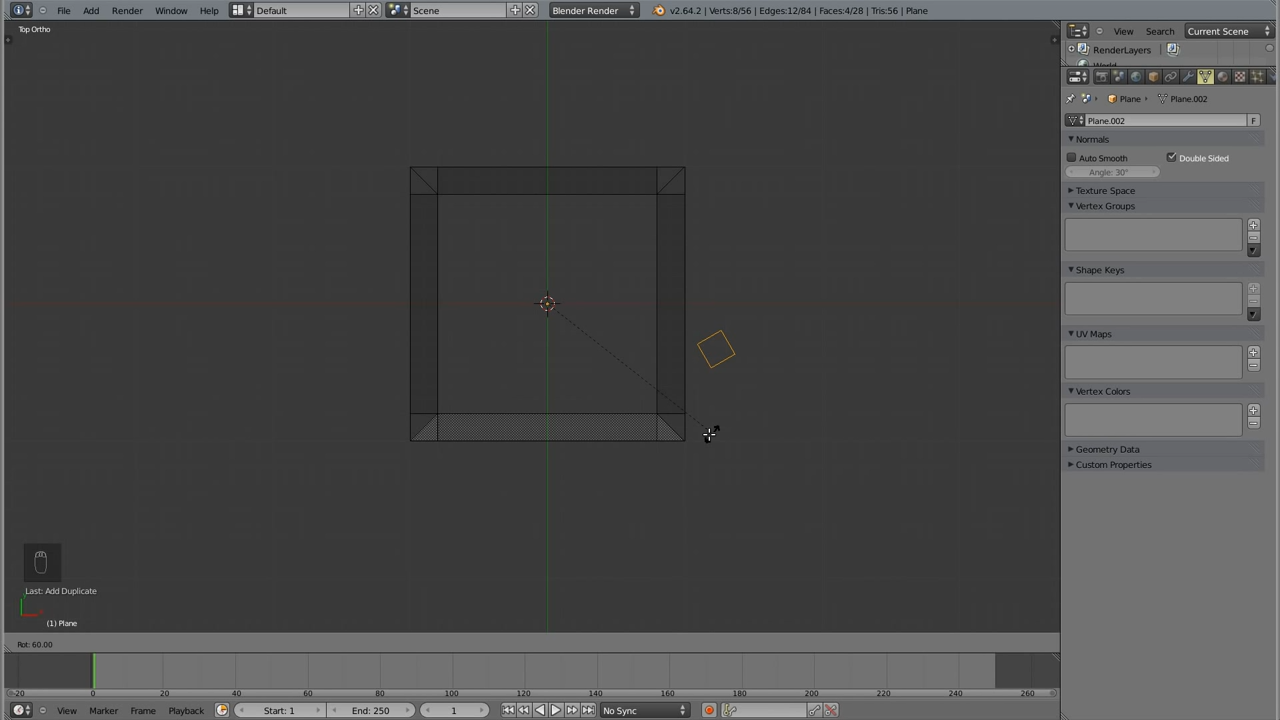 File Add Render Window Help Default Scene Blender Render v2.64.2 | Verts:8/56 | Edges:12/84 | Faces:4/28 | Tris:56 | Plane
Top Ortho
View Search Current Scene
RenderLayers
Plane Plane.002
Plane.002 F
Normals
Auto Smooth Double Sided
Angle: 30°
Texture Space
Vertex Groups
Shape Keys
UV Maps
Vertex Colors
Geometry Data
Custom Properties
Last: Add Duplicate
(1) Plane
Rot: 60.00
-20 0 20 40 60 80 100 120 140 160 180 200 220 240 260
View Marker Frame Playback Start: 1 End: 250 1 No Sync